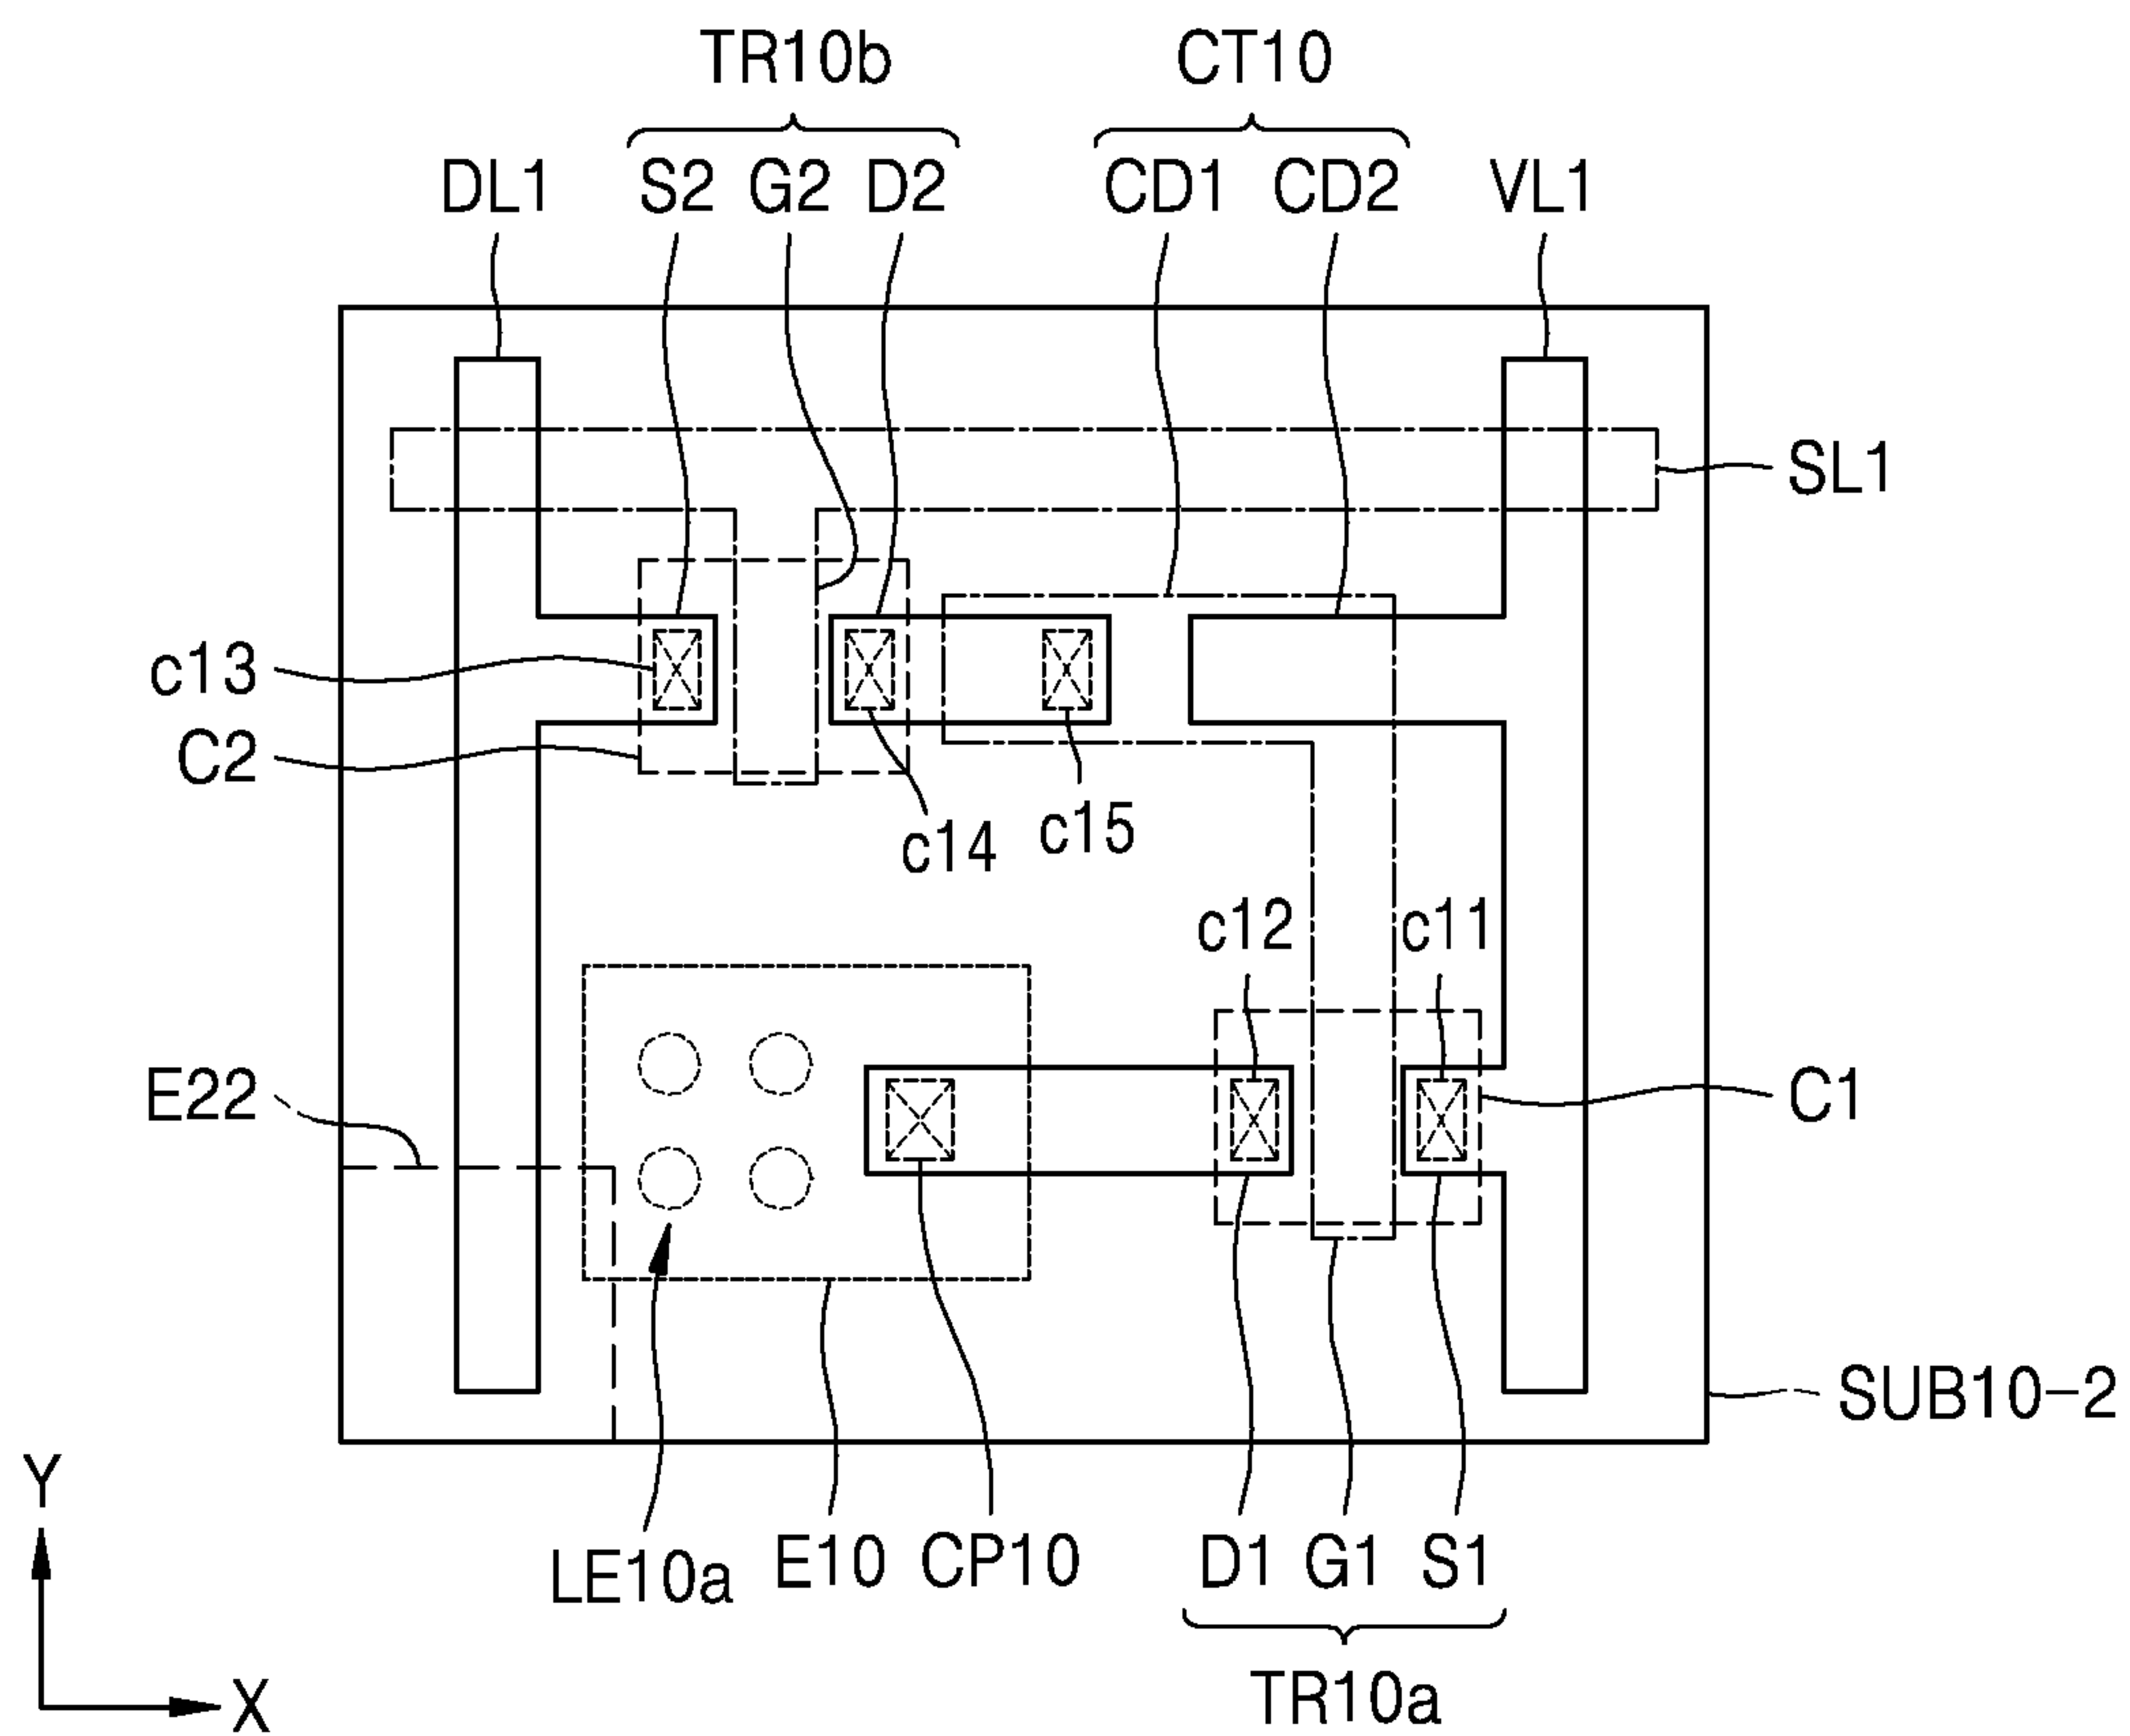 TR10b CT10
DL1 S2 G2 D2 CD1 CD2 VL1
SL1
c13
C2
c14 c15
c12 c11
E22 C1
SUB10-2
Y
LE10a E10 CP10 D1 G1 S1
X TR10a